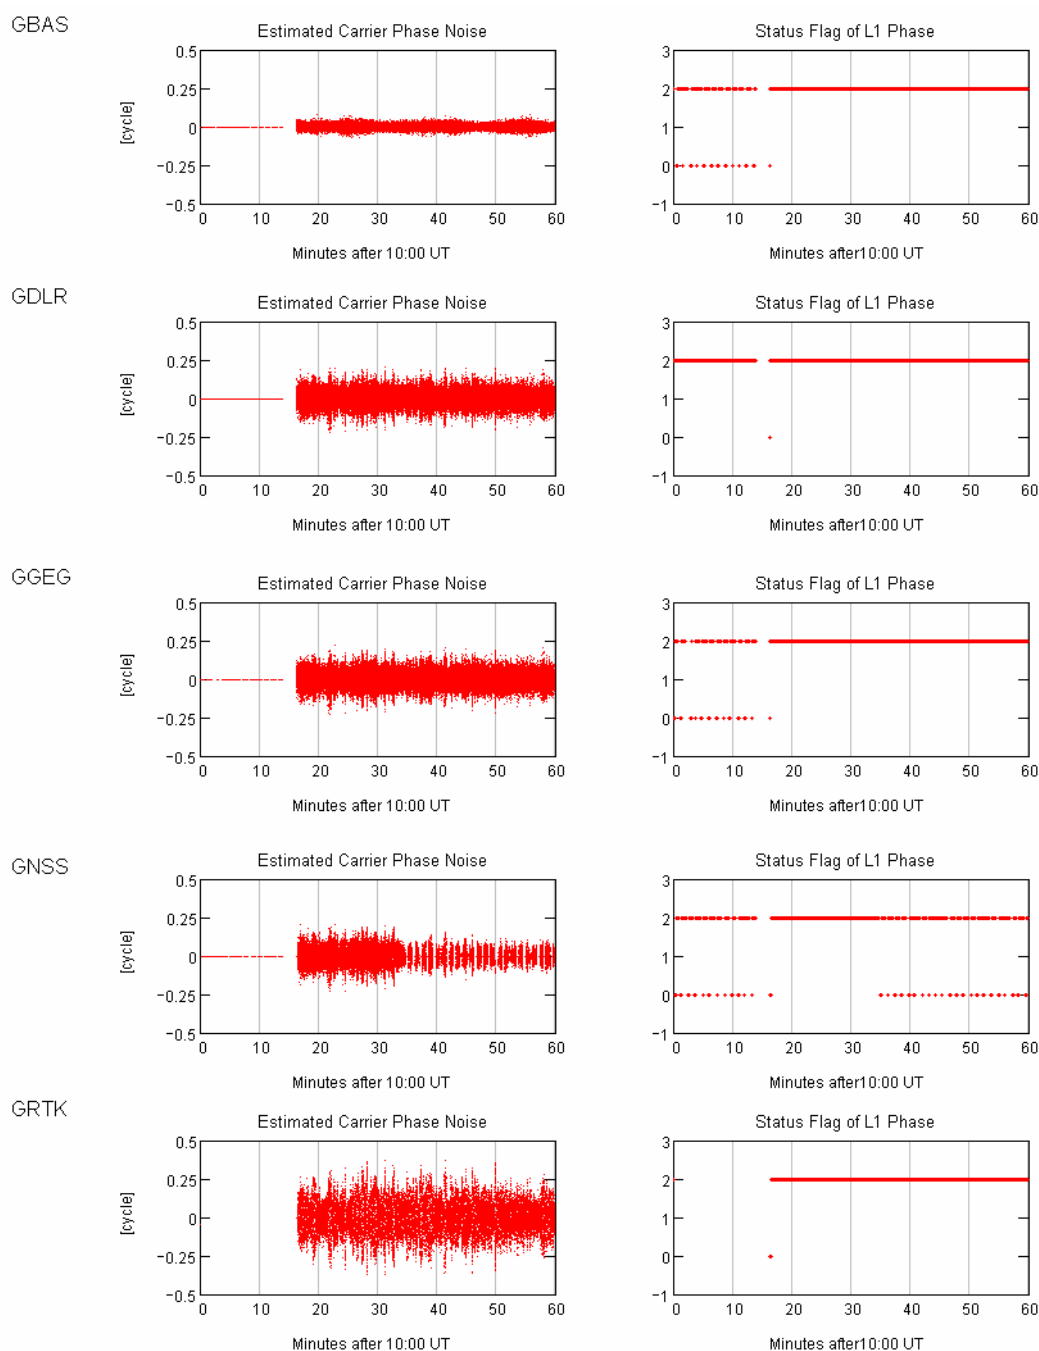 GBAS
Estimated Carrier Phase Noise
Status Flag of L1 Phase
0.5
0.25
0
−0.25
−0.5
[cycle]
0 10 20 30 40 50 60
Minutes after 10:00 UT
3
2
1
0
−1
0 10 20 30 40 50 60
Minutes after10:00 UT
GDLR
Estimated Carrier Phase Noise
Status Flag of L1 Phase
0.5
0.25
0
−0.25
−0.5
[cycle]
0 10 20 30 40 50 60
Minutes after 10:00 UT
3
2
1
0
−1
0 10 20 30 40 50 60
Minutes after10:00 UT
GGEG
Estimated Carrier Phase Noise
Status Flag of L1 Phase
0.5
0.25
0
−0.25
−0.5
[cycle]
0 10 20 30 40 50 60
Minutes after 10:00 UT
3
2
1
0
−1
0 10 20 30 40 50 60
Minutes after10:00 UT
GNSS
Estimated Carrier Phase Noise
Status Flag of L1 Phase
0.5
0.25
0
−0.25
−0.5
[cycle]
0 10 20 30 40 50 60
Minutes after 10:00 UT
3
2
1
0
−1
0 10 20 30 40 50 60
Minutes after10:00 UT
GRTK
Estimated Carrier Phase Noise
Status Flag of L1 Phase
0.5
0.25
0
−0.25
−0.5
[cycle]
0 10 20 30 40 50 60
Minutes after 10:00 UT
3
2
1
0
−1
0 10 20 30 40 50 60
Minutes after10:00 UT